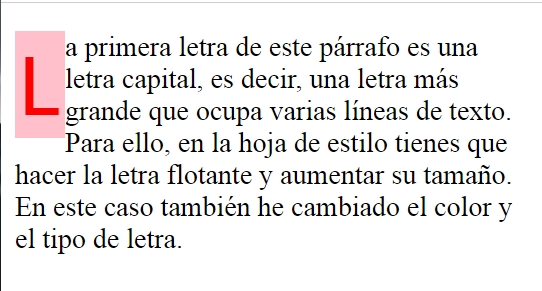 La primera letra de este párrafo es una
letra capital, es decir, una letra más
grande que ocupa varias líneas de texto.
Para ello, en la hoja de estilo tienes que
hacer la letra flotante y aumentar su tamaño.
En este caso también he cambiado el color y
el tipo de letra.